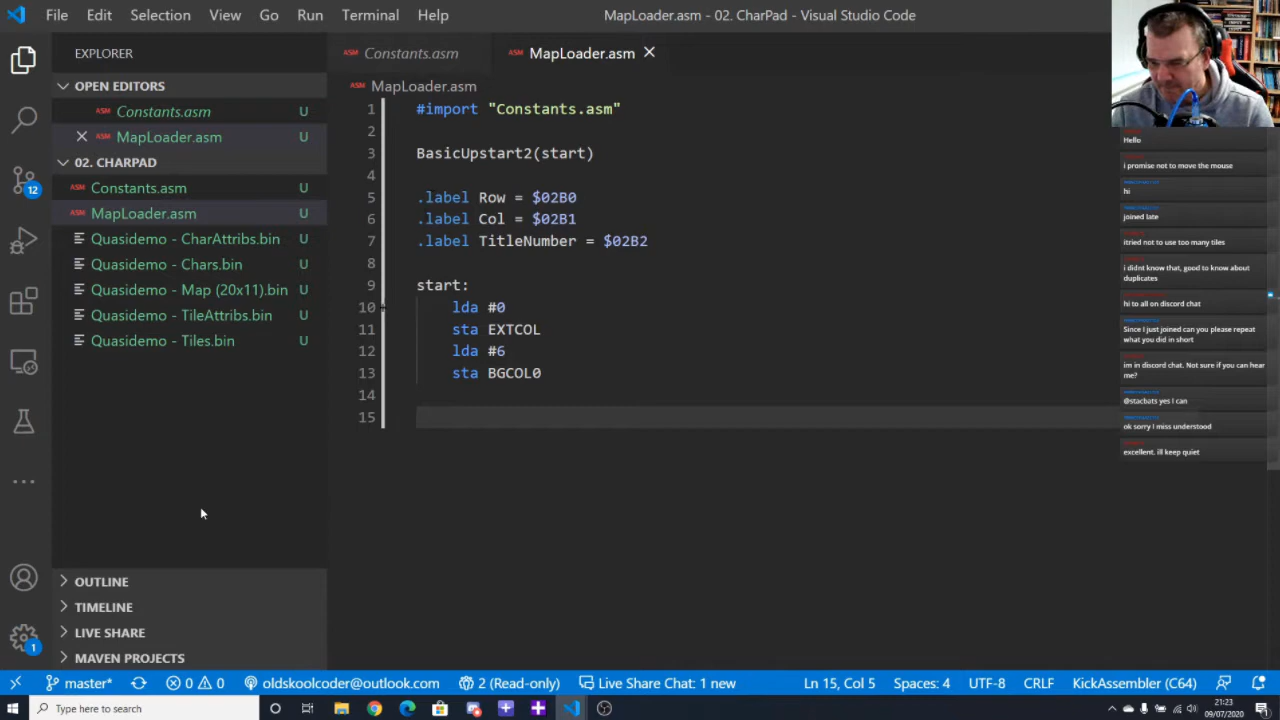 File Edit Selection View Go Run Terminal Help
MapLoader.asm - 02. CharPad - Visual Studio Code
EXPLORER
OPEN EDITORS
ASM Constants.asm U
ASM MapLoader.asm U
02. CHARPAD
Constants.asm U
MapLoader.asm U
Quasidemo - CharAttribs.bin U
Quasidemo - Chars.bin U
Quasidemo - Map (20x11).bin U
Quasidemo - TileAttribs.bin U
Quasidemo - Tiles.bin U
OUTLINE
TIMELINE
LIVE SHARE
MAVEN PROJECTS
12
1
ASM Constants.asm
ASM MapLoader.asm
ASM MapLoader.asm
1 #import "Constants.asm"
2
3 BasicUpstart2(start)
4
5 .label Row = $02B0
6 .label Col = $02B1
7 .label TitleNumber = $02B2
8
9 start:
10 lda #0
11 sta EXTCOL
12 lda #6
13 sta BGCOL0
14
15
Hello
i promise not to move the mouse
hi
joined late
itried not to use too many tiles
i didnt know that, good to know about
duplicates
hi to all on discord chat
Since I just joined can you please repeat
what you did in short
im in discord chat. Not sure if you can hear
me?
@stacbats yes I can
ok sorry I miss understood
excellent. ill keep quiet
master* 0 0 oldskoolcoder@outlook.com 2 (Read-only) Live Share Chat: 1 new Ln 15, Col 5 Spaces: 4 UTF-8 CRLF KickAssembler (C64)
Type here to search
21:23
09/07/2020